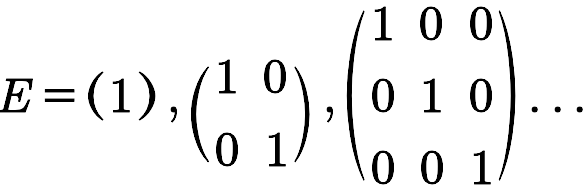 E = (1), (1 0
0 1), (1 0 0
0 1 0
0 0 1) ...